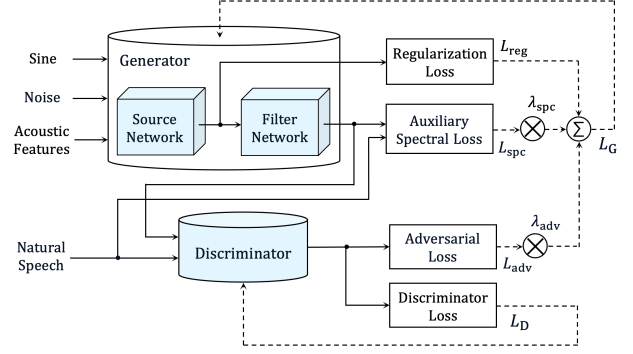 Sine
Noise
Acoustic
Features
Generator
Source
Network
Filter
Network
Regularization
Loss
L_reg
Auxiliary
Spectral Loss
L_spc
λ_spc
Σ
L_G
Natural
Speech
Discriminator
Adversarial
Loss
L_adv
λ_adv
Discriminator
Loss
L_D